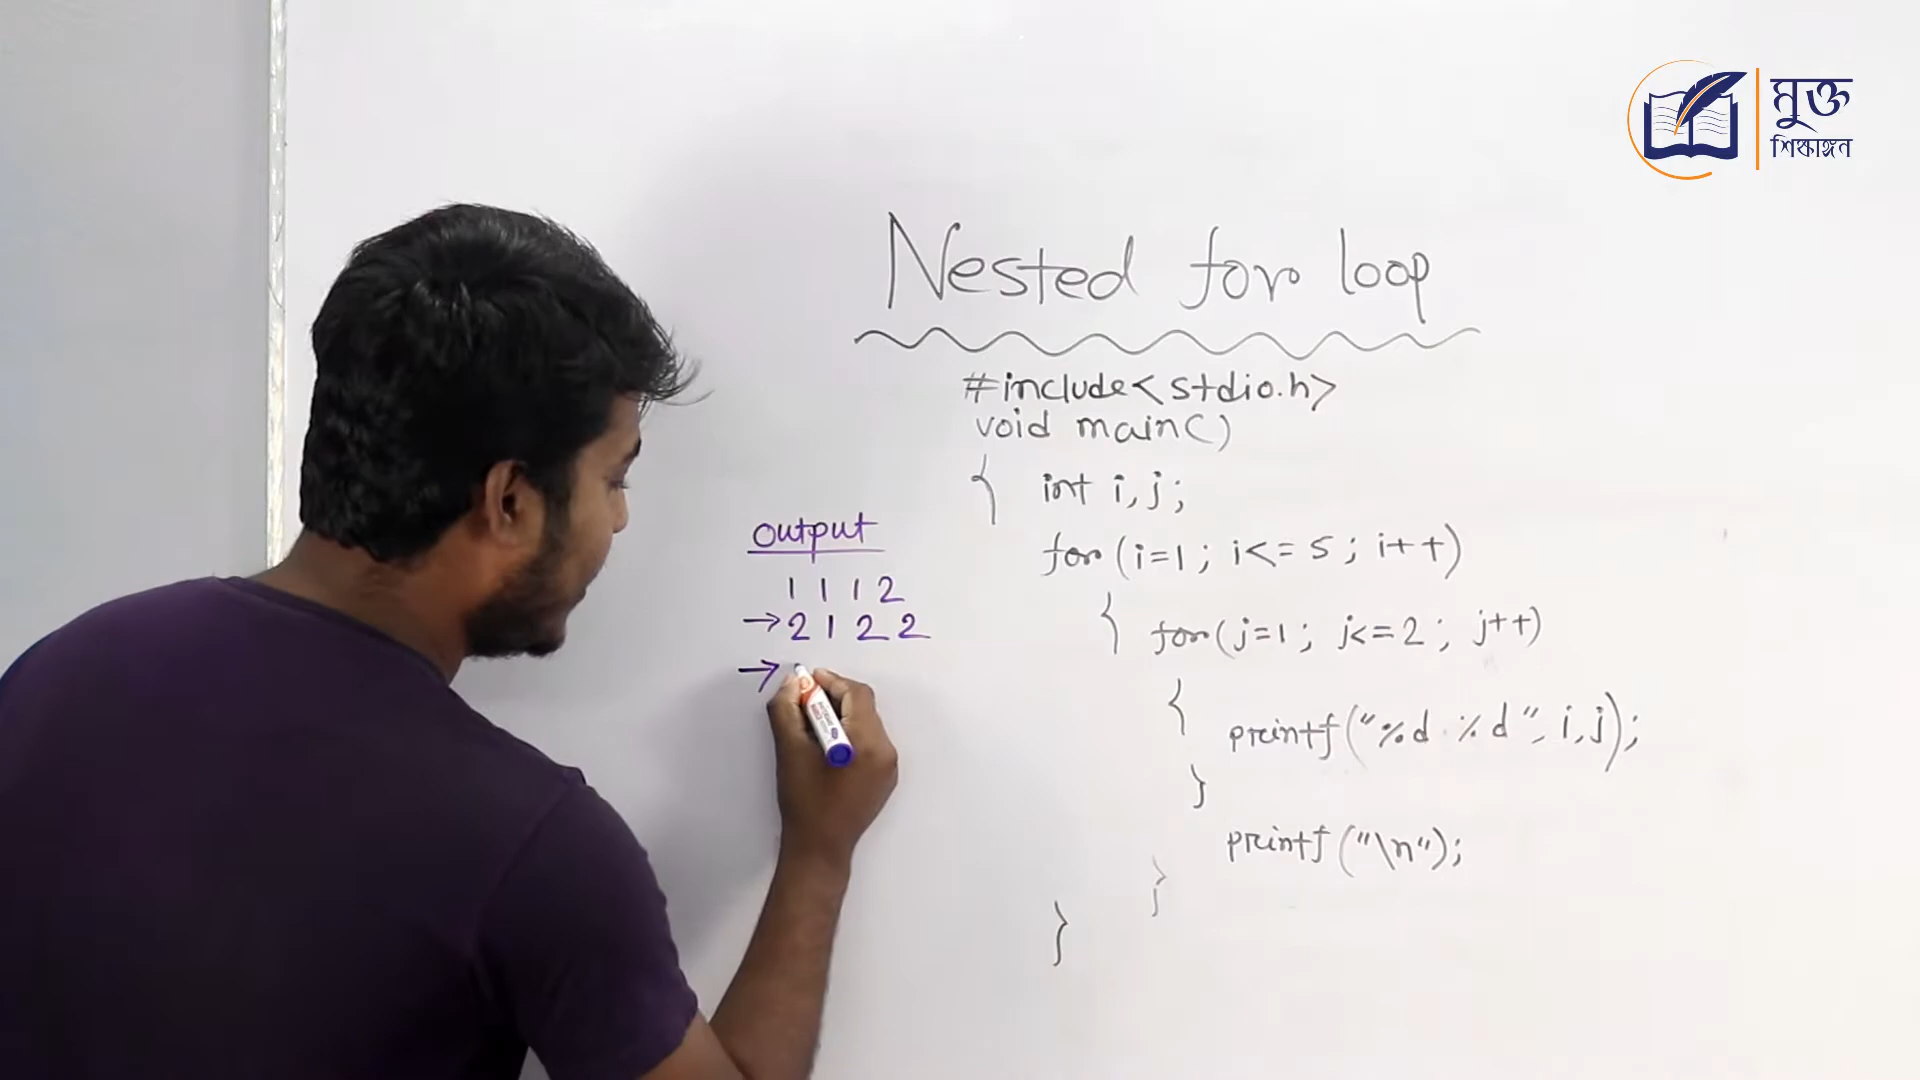 মুক্ত
শিক্ষাঙ্গন
Nested for loop
#include<stdio.h>
void main()
{ int i,j;
for (i=1; i<=5; i++)
{ for(j=1; j<=2; j++)
{ printf("%d %d", i,j);
}
printf("\n");
}
}
output
1 1 1 2
→ 2 1 2 2
→